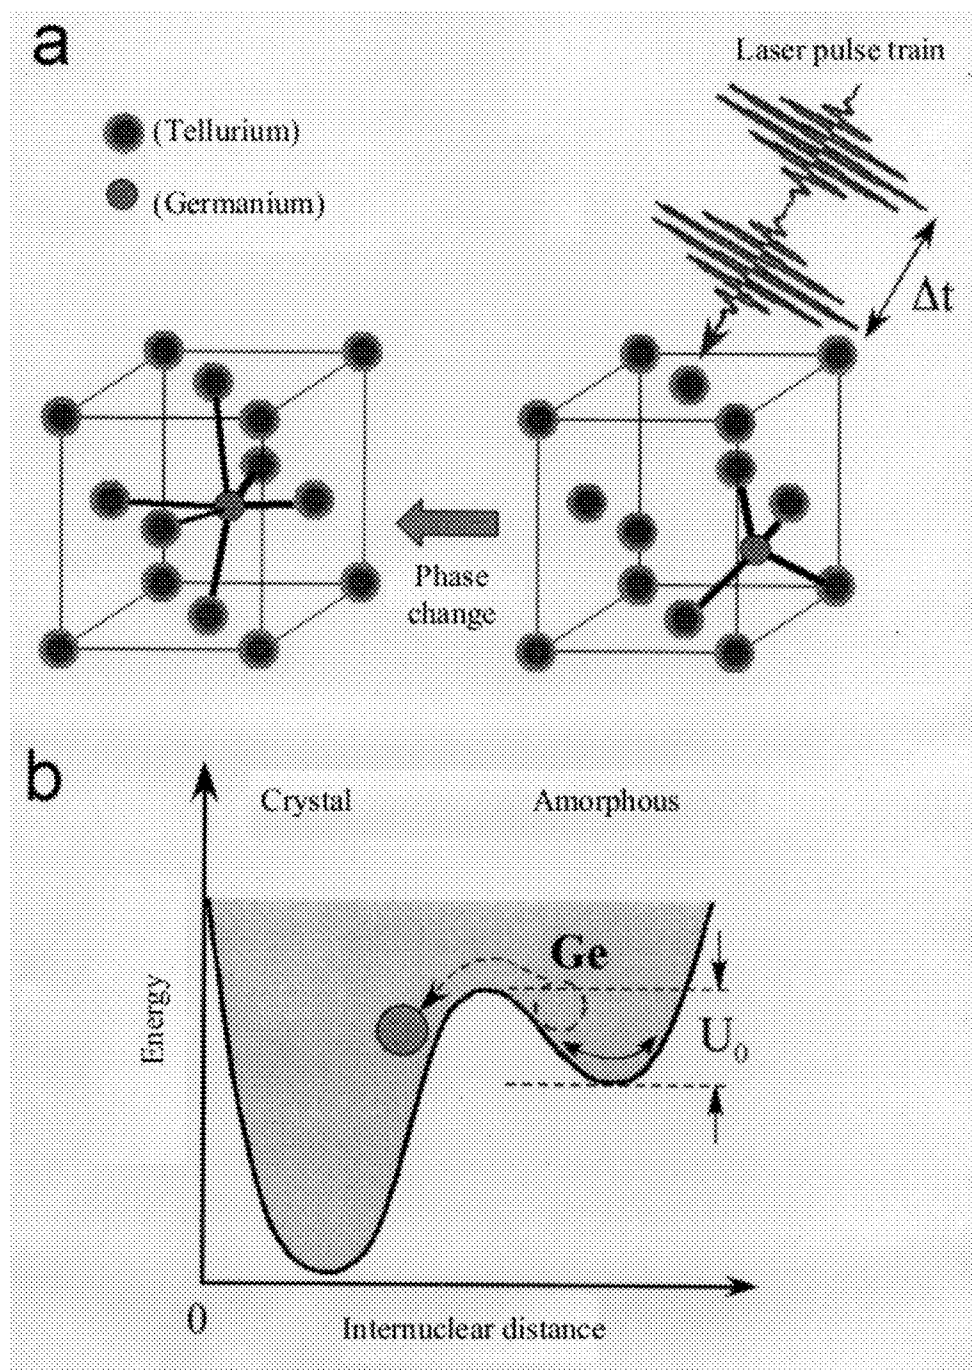 a
Laser pulse train
(Tellurium)
(Germanium)
Δt
Phase
change
b
Crystal
Amorphous
Ge
U₀
Energy
0
Internuclear distance